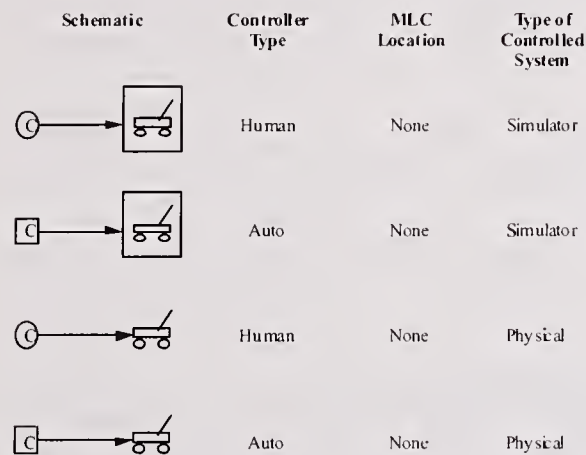 Schematic Controller Type MLC Location Type of Controlled System
C Human None Simulator
C Auto None Simulator
C Human None Physical
C Auto None Physical